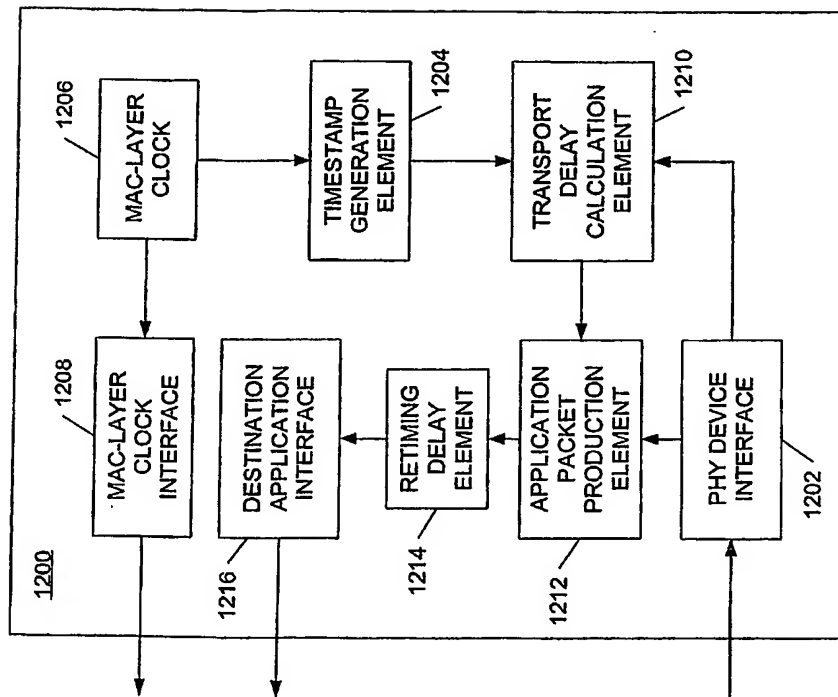 1200
1206
MAC-LAYER
CLOCK
1208
MAC-LAYER
CLOCK
INTERFACE
TIMESTAMP
GENERATION
ELEMENT
1204
DESTINATION
APPLICATION
INTERFACE
1216
RETIMING
DELAY
ELEMENT
1214
TRANSPORT
DELAY
CALCULATION
ELEMENT
1210
APPLICATION
PACKET
PRODUCTION
ELEMENT
1212
PHY DEVICE
INTERFACE
1202